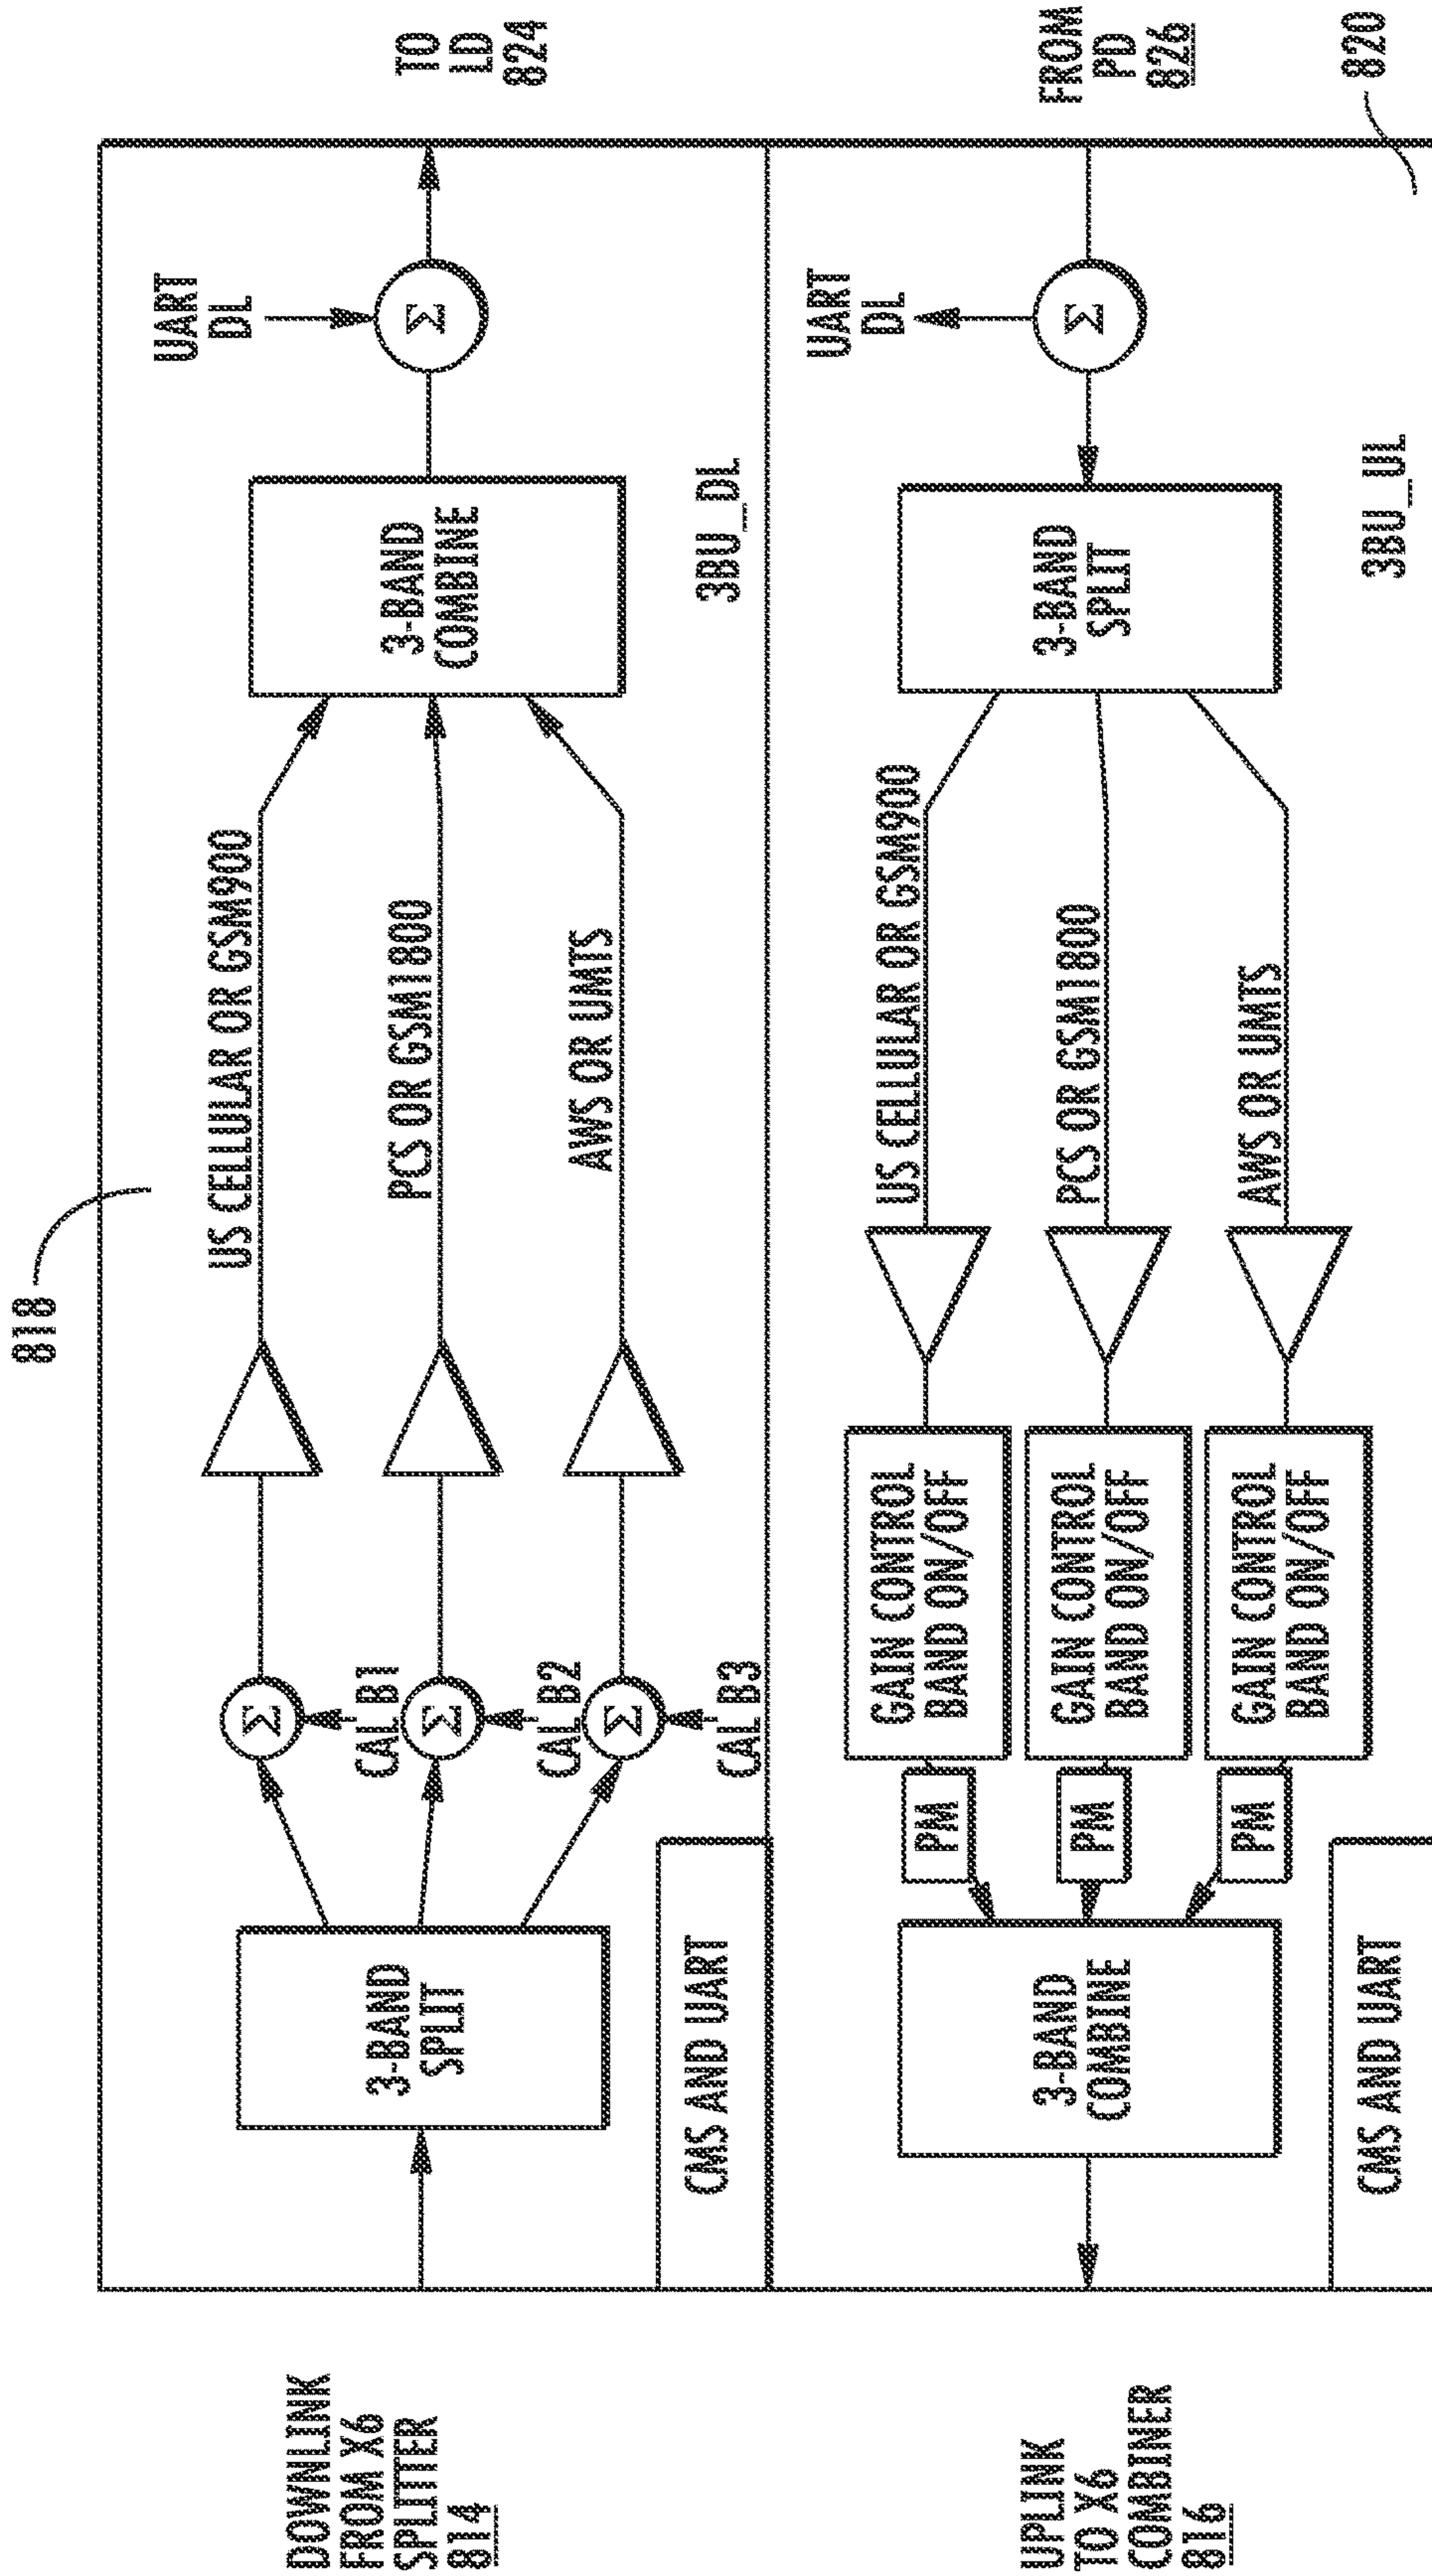 818
DOWNLINK
FROM X6
SPLITTER
814
3-BAND
SPLIT
Σ
CAL B1
Σ
CAL B2
Σ
CAL B3
US CELLULAR OR GSM900
PCS OR GSM1800
AWS OR UMTS
3-BAND
COMBINE
UART
DL
Σ
TO
LD
824
CMS AND UART
3BU_DL
UPLINK
TO X6
COMBINER
816
3-BAND
COMBINE
PM
PM
PM
GAIN CONTROL
BAND ON/OFF
GAIN CONTROL
BAND ON/OFF
GAIN CONTROL
BAND ON/OFF
US CELLULAR OR GSM900
PCS OR GSM1800
AWS OR UMTS
3-BAND
SPLIT
UART
DL
Σ
FROM
PD
826
CMS AND UART
3BU_UL
820